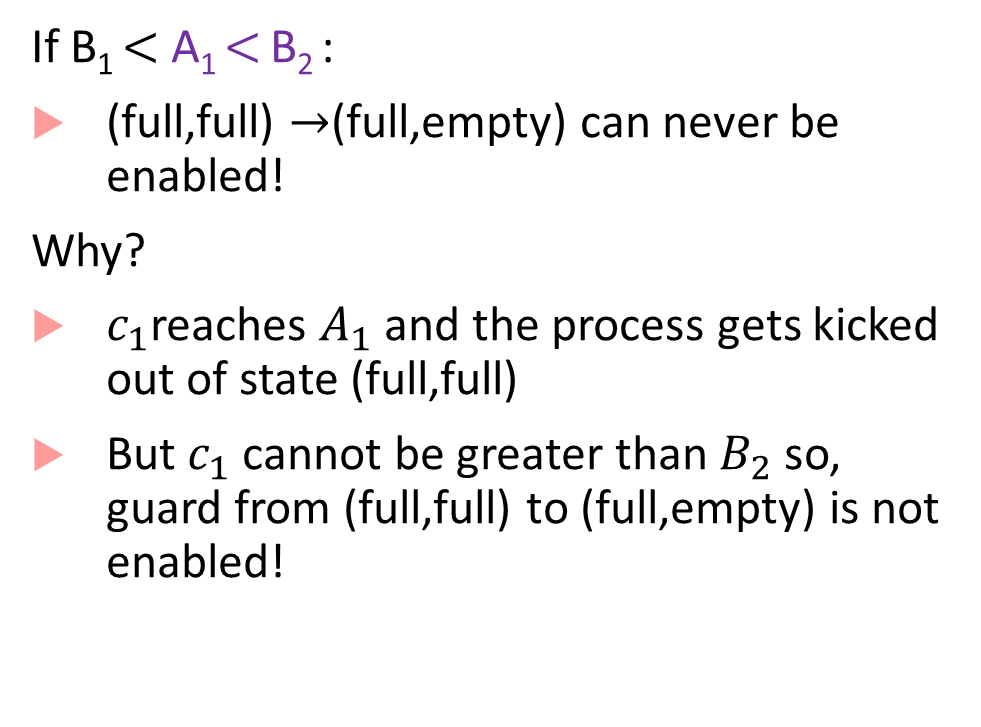 If B₁ < A₁ < B₂ :
(full,full) →(full,empty) can never be
enabled!
Why?
c₁reaches A₁ and the process gets kicked
out of state (full,full)
But c₁ cannot be greater than B₂ so,
guard from (full,full) to (full,empty) is not
enabled!